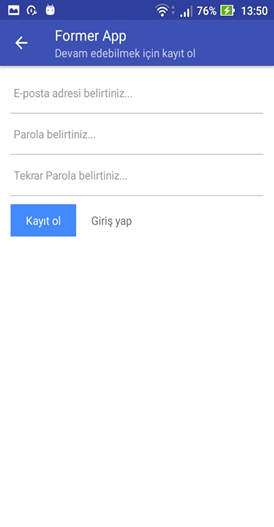 76% 13:50
Former App
Devam edebilmek için kayıt ol
E-posta adresi belirtiniz...
Parola belirtiniz...
Tekrar Parola belirtiniz...
Kayıt ol Giriş yap